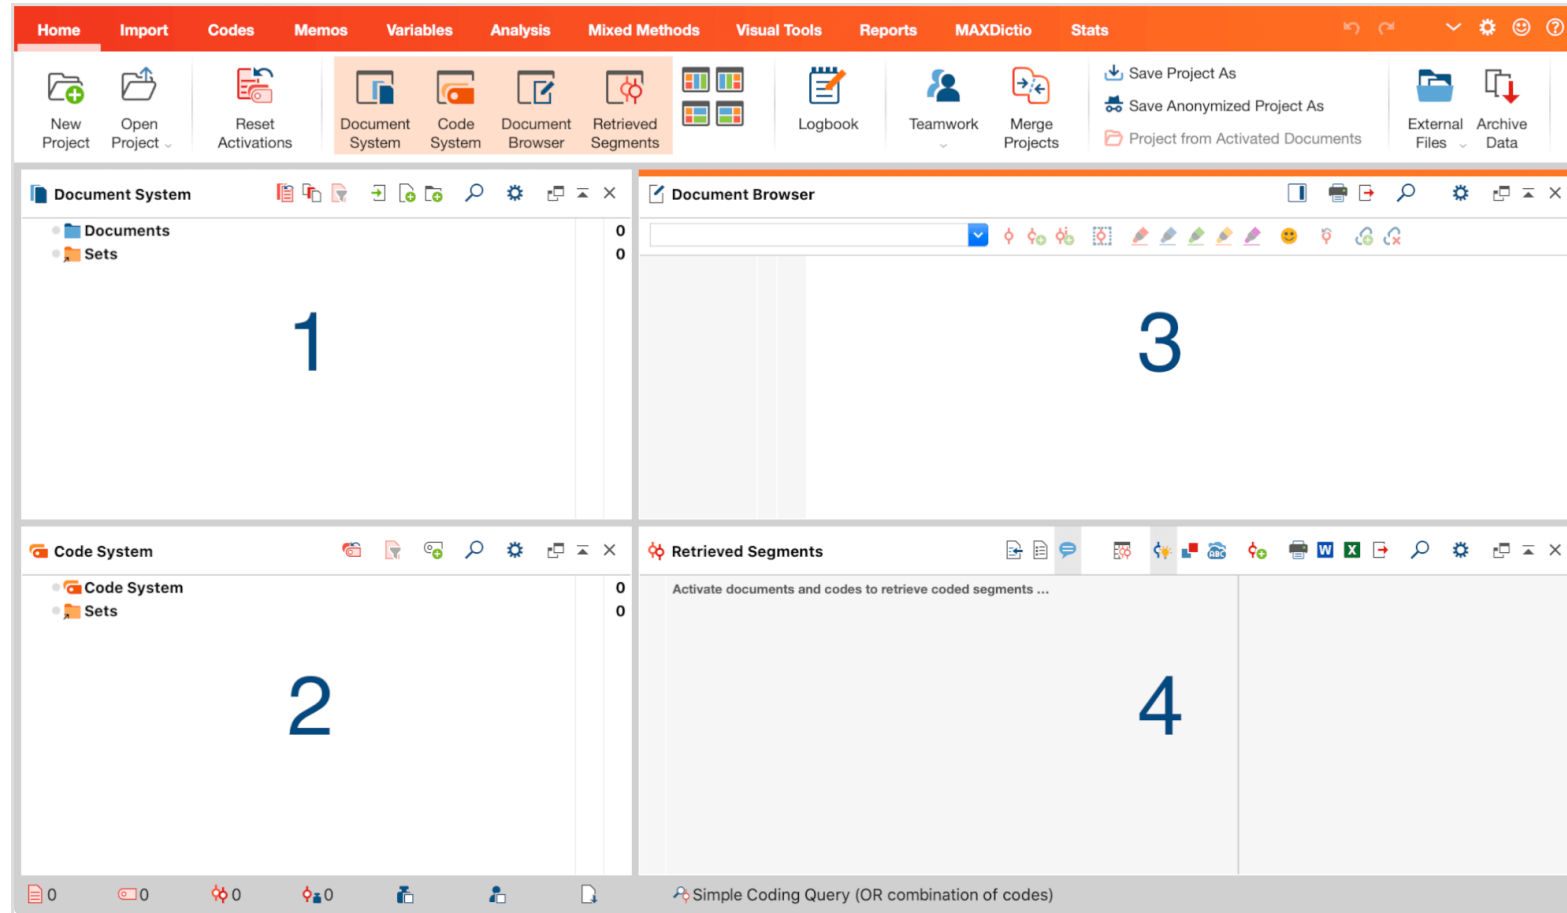 Home Import Codes Memos Variables Analysis Mixed Methods Visual Tools Reports MAXDictio Stats
New Project
Open Project
Reset Activations
Document System
Code System
Document Browser
Retrieved Segments
Logbook
Teamwork
Merge Projects
Save Project As
Save Anonymized Project As
Project from Activated Documents
External Files
Archive Data
Document System
Documents 0
Sets 0
1
Document Browser
3
Code System
Code System 0
Sets 0
2
Retrieved Segments
ABC
W X
Activate documents and codes to retrieve coded segments ...
4
0 0 0 0
Simple Coding Query (OR combination of codes)